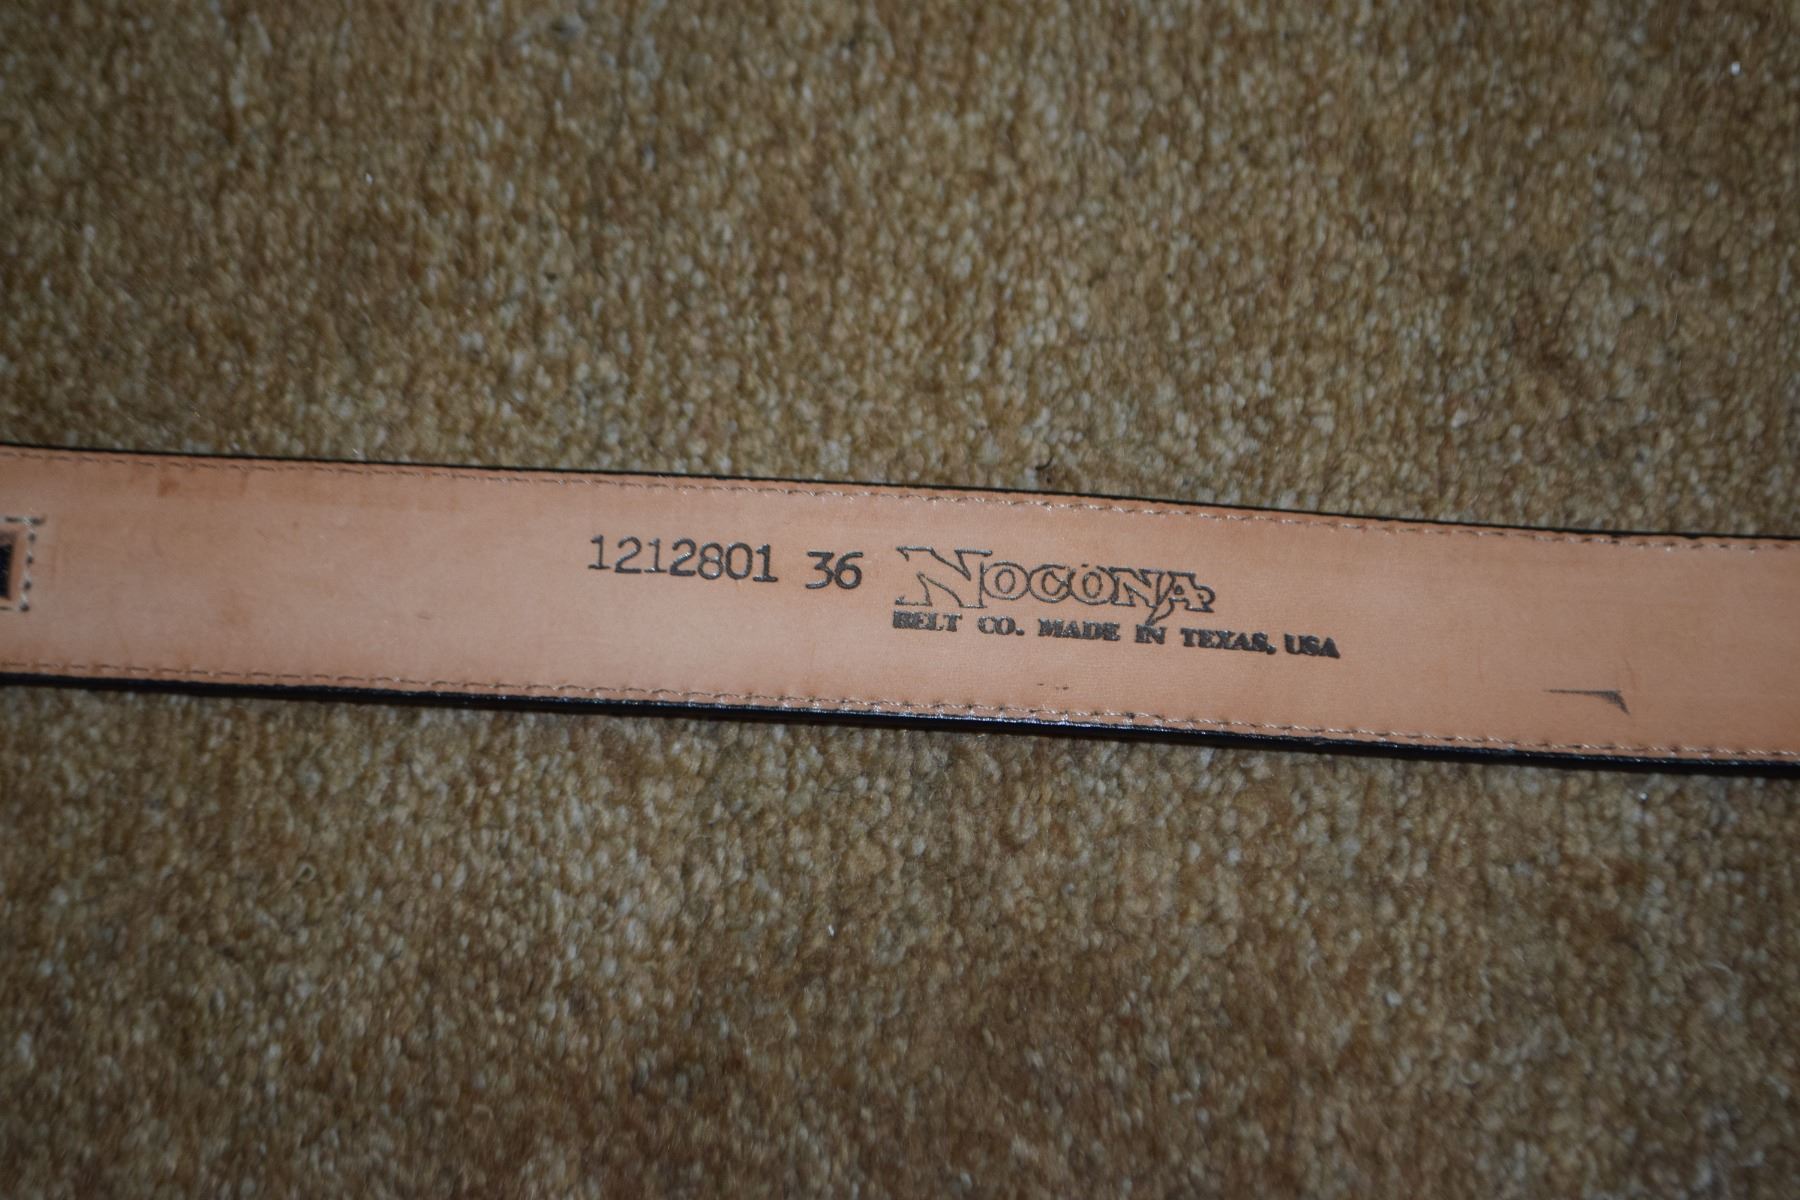 1212801 36 NOCONA
BELT CO. MADE IN TEXAS, USA